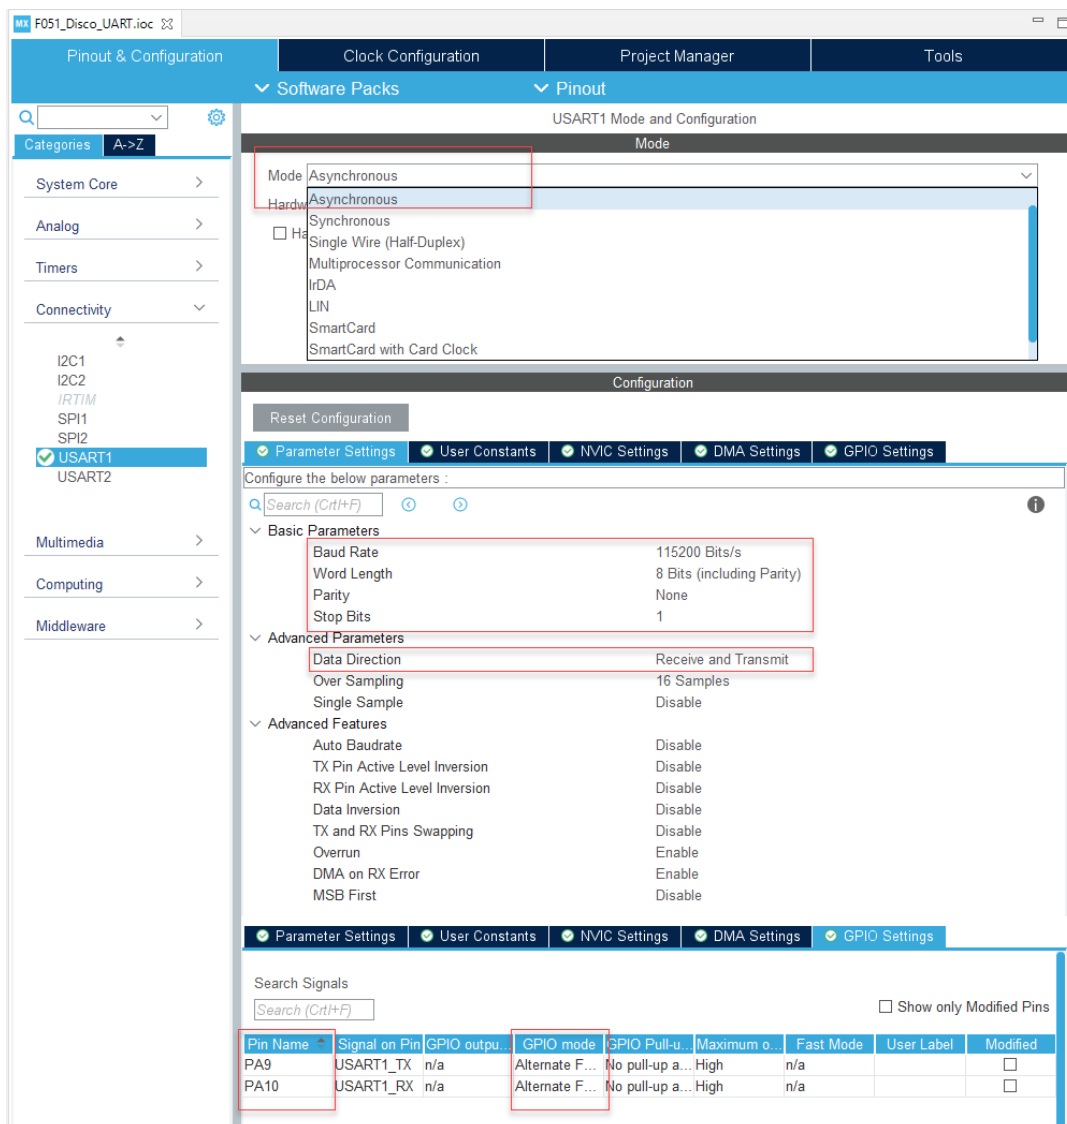 MX F051_Disco_UART.ioc
Pinout & Configuration Clock Configuration Project Manager Tools
Software Packs Pinout
USART1 Mode and Configuration
Categories A->Z
System Core
Analog
Timers
Connectivity
I2C1
I2C2
IRTIM
SPI1
SPI2
USART1
USART2
Multimedia
Computing
Middleware
Mode
Mode Asynchronous
Hardw
Asynchronous
Synchronous
Ha
Single Wire (Half-Duplex)
Multiprocessor Communication
IrDA
LIN
SmartCard
SmartCard with Card Clock
Configuration
Reset Configuration
Parameter Settings User Constants NVIC Settings DMA Settings GPIO Settings
Configure the below parameters :
Search (Crtl+F)
Basic Parameters
Baud Rate 115200 Bits/s
Word Length 8 Bits (including Parity)
Parity None
Stop Bits 1
Advanced Parameters
Data Direction Receive and Transmit
Over Sampling 16 Samples
Single Sample Disable
Advanced Features
Auto Baudrate Disable
TX Pin Active Level Inversion Disable
RX Pin Active Level Inversion Disable
Data Inversion Disable
TX and RX Pins Swapping Disable
Overrun Enable
DMA on RX Error Enable
MSB First Disable
Parameter Settings User Constants NVIC Settings DMA Settings GPIO Settings
Search Signals
Search (Crtl+F)
Show only Modified Pins
Pin Name Signal on Pin GPIO outpu... GPIO mode GPIO Pull-u... Maximum o... Fast Mode User Label Modified
PA9 USART1_TX n/a Alternate F... No pull-up a... High n/a
PA10 USART1_RX n/a Alternate F... No pull-up a... High n/a